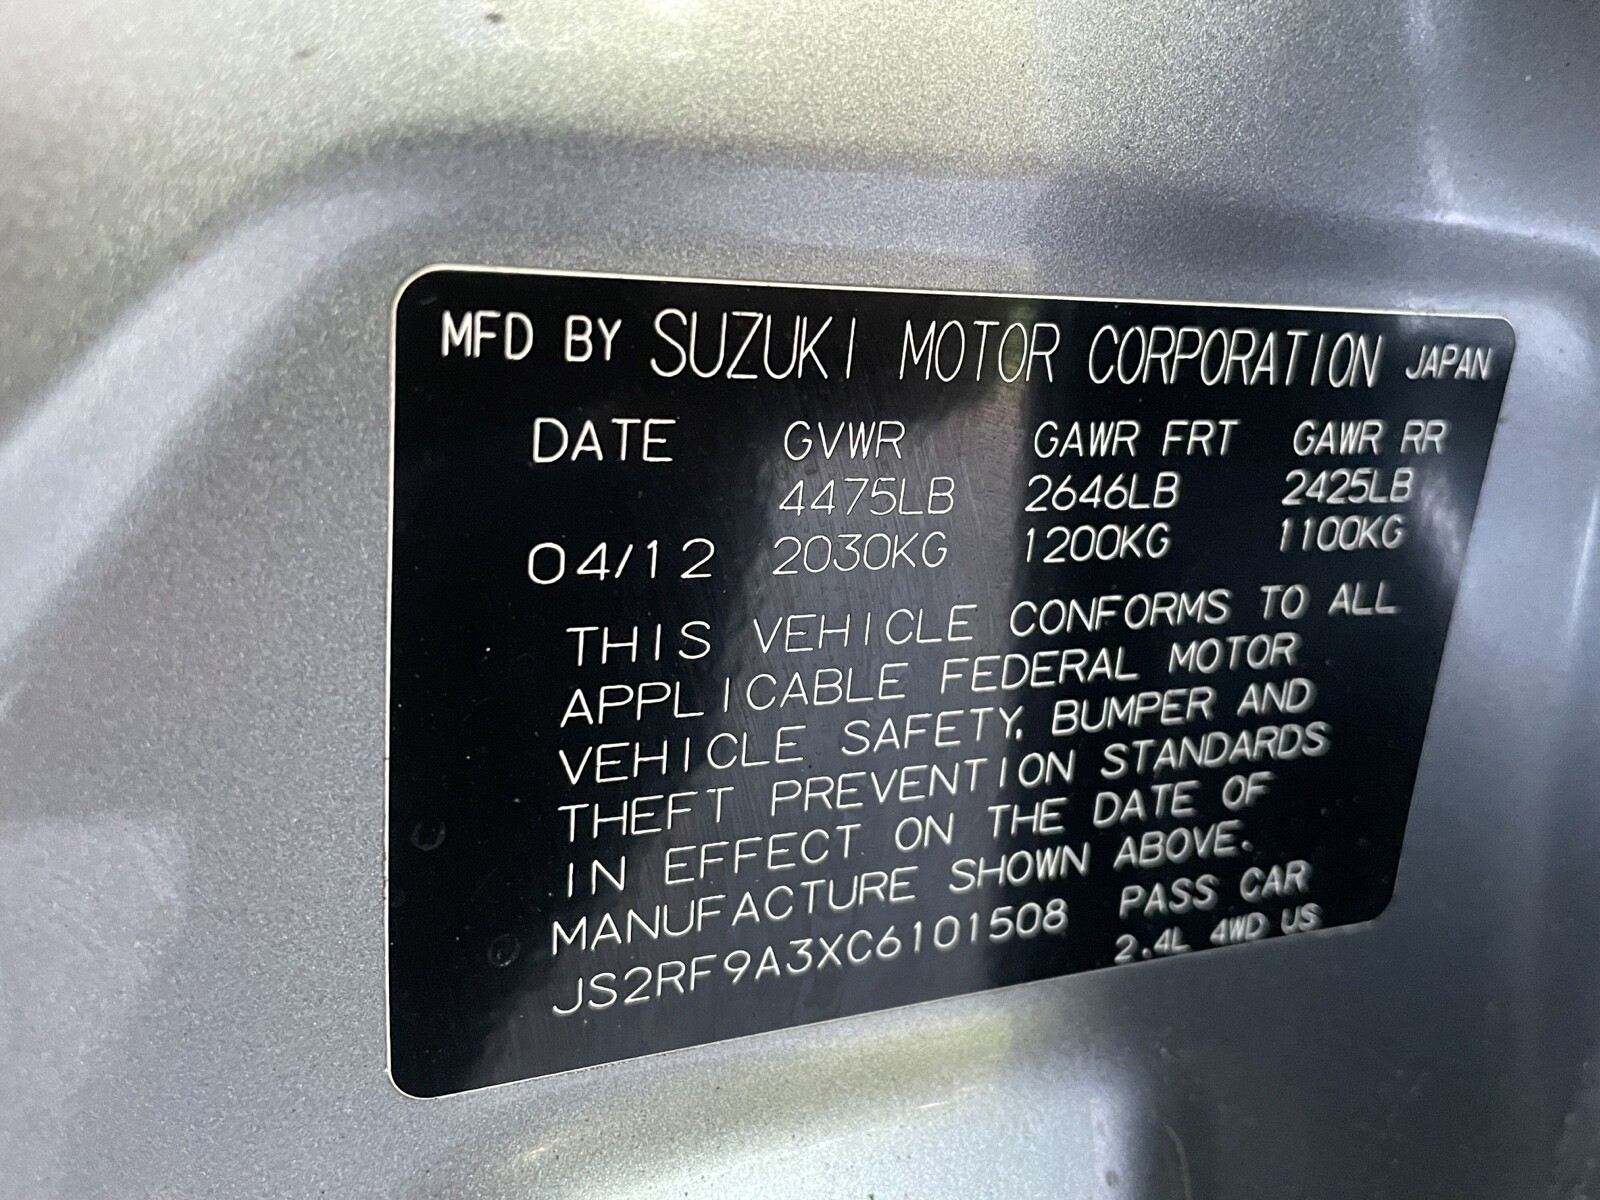 MFD BY SUZUKI MOTOR CORPORATION JAPAN
DATE GVWR GAWR FRT GAWR RR
4475LB 2646LB 2425LB
04/12 2030KG 1200KG 1100KG
THIS VEHICLE CONFORMS TO ALL
APPLICABLE FEDERAL MOTOR
VEHICLE SAFETY, BUMPER AND
THEFT PREVENTION STANDARDS
IN EFFECT ON THE DATE OF
MANUFACTURE SHOWN ABOVE.
JS2RF9A3XC6101508 PASS CAR
2.4L 4WD US